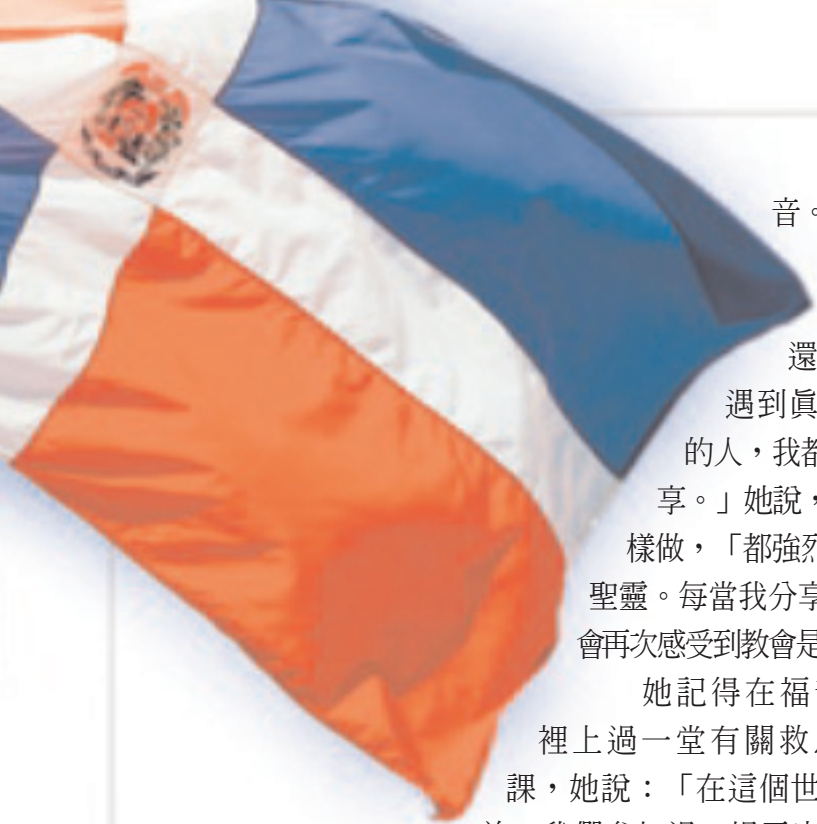 音。
還
遇到眞
的人，我都
享。」她說，
樣做，「都強烈
聖靈。每當我分享
會再次感受到教會是
她記得在福音
裡上過一堂有關救
課，她說：「在這個世